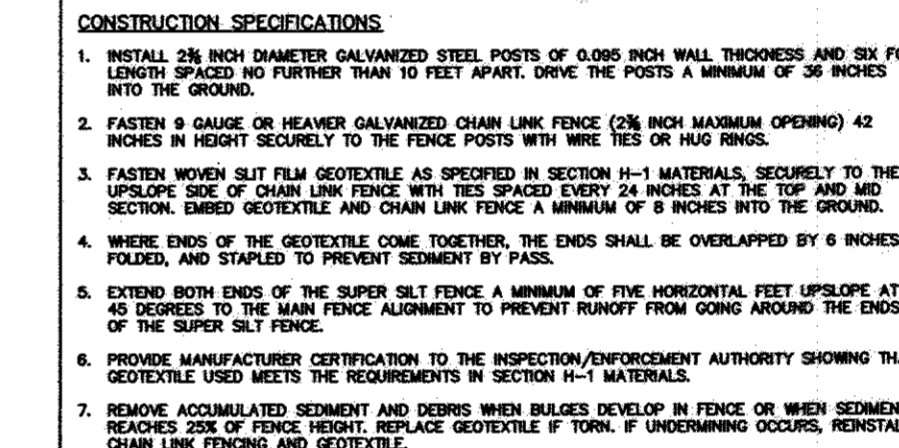 CONSTRUCTION SPECIFICATIONS
1. INSTALL 2⅜ INCH DIAMETER GALVANIZED STEEL POSTS OF 0.095 INCH WALL THICKNESS AND SIX FO
LENGTH SPACED NO FURTHER THAN 10 FEET APART. DRIVE THE POSTS A MINIMUM OF 36 INCHES
INTO THE GROUND.
2. FASTEN 9 GAUGE OR HEAVIER GALVANIZED CHAIN LINK FENCE (2⅜ INCH MAXIMUM OPENING) 42
INCHES IN HEIGHT SECURELY TO THE FENCE POSTS WITH WIRE TIES OR HUG RINGS.
3. FASTEN WOVEN SLIT FILM GEOTEXTILE AS SPECIFIED IN SECTION H-1 MATERIALS, SECURELY TO THE
UPSLOPE SIDE OF CHAIN LINK FENCE WITH TIES SPACED EVERY 24 INCHES AT THE TOP AND MID
SECTION. EMBED GEOTEXTILE AND CHAIN LINK FENCE A MINIMUM OF 8 INCHES INTO THE GROUND.
4. WHERE ENDS OF THE GEOTEXTILE COME TOGETHER, THE ENDS SHALL BE OVERLAPPED BY 6 INCHES
FOLDED, AND STAPLED TO PREVENT SEDIMENT BY PASS.
5. EXTEND BOTH ENDS OF THE SUPER SILT FENCE A MINIMUM OF FIVE HORIZONTAL FEET UPSLOPE AT
45 DEGREES TO THE MAIN FENCE ALIGNMENT TO PREVENT RUNOFF FROM GOING AROUND THE ENDS
OF THE SUPER SILT FENCE.
6. PROVIDE MANUFACTURER CERTIFICATION TO THE INSPECTION/ENFORCEMENT AUTHORITY SHOWING THA
GEOTEXTILE USED MEETS THE REQUIREMENTS IN SECTION H-1 MATERIALS.
7. REMOVE ACCUMULATED SEDIMENT AND DEBRIS WHEN BULGES DEVELOP IN FENCE OR WHEN SEDIMEN
REACHES 25% OF FENCE HEIGHT. REPLACE GEOTEXTILE IF TORN. IF UNDERMINING OCCURS, REINSTAL
CHAIN LINK FENCING AND GEOTEXTILE.